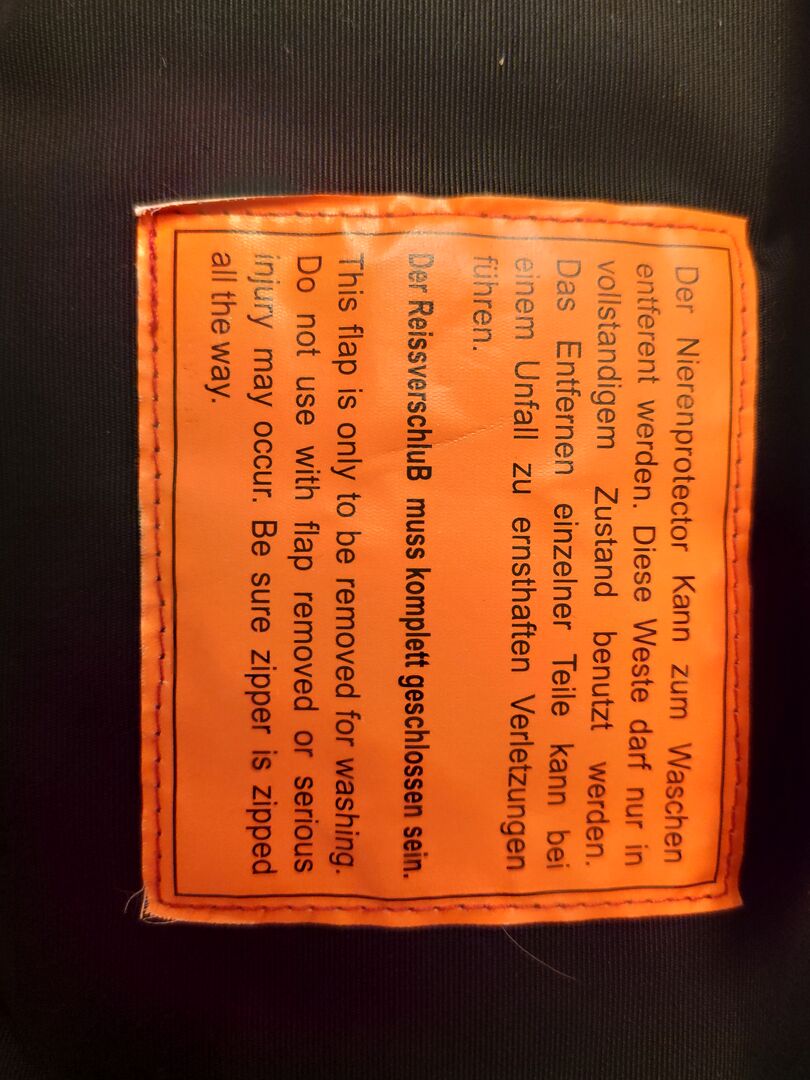 Der Nierenprotector Kann zum Waschen
entferent werden. Diese Weste darf nur in
vollstandigem Zustand benutzt werden.
Das Entfernen einzelner Teile kann bei
einem Unfall zu ernsthaften Verletzungen
führen.
Der ReissverschluB muss komplett geschlossen sein.
This flap is only to be removed for washing.
Do not use with flap removed or serious
injury may occur. Be sure zipper is zipped
all the way.